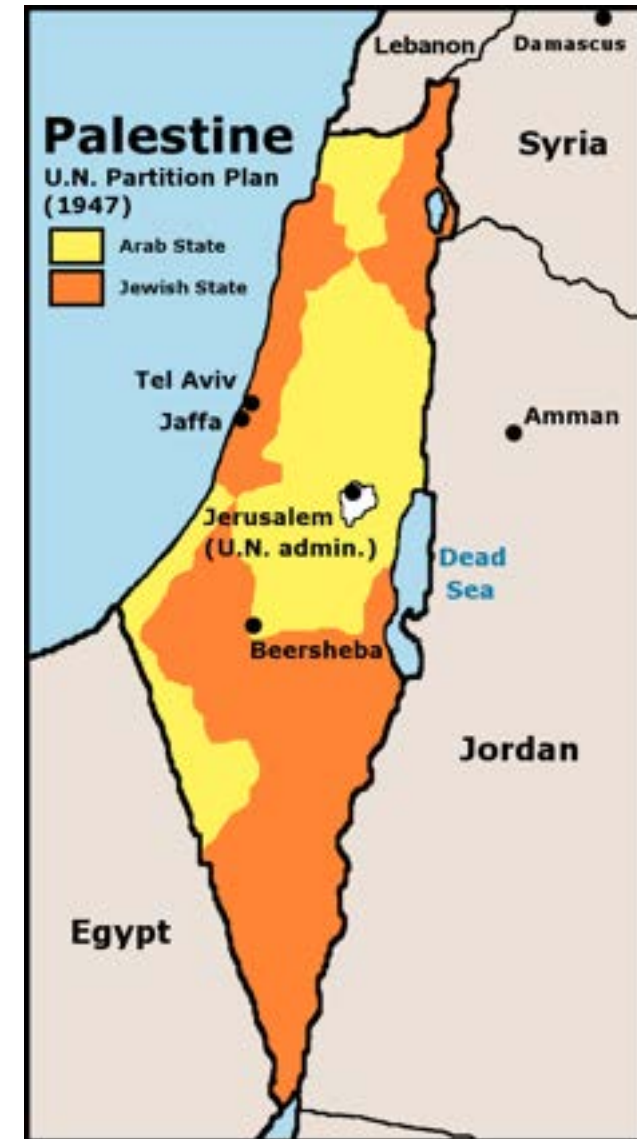 Lebanon
Damascus
Palestine
U.N. Partition Plan
(1947)
Arab State
Jewish State
Syria
Tel Aviv
Jaffa
Amman
Jerusalem
(U.N. admin.)
Dead
Sea
Beersheba
Jordan
Egypt